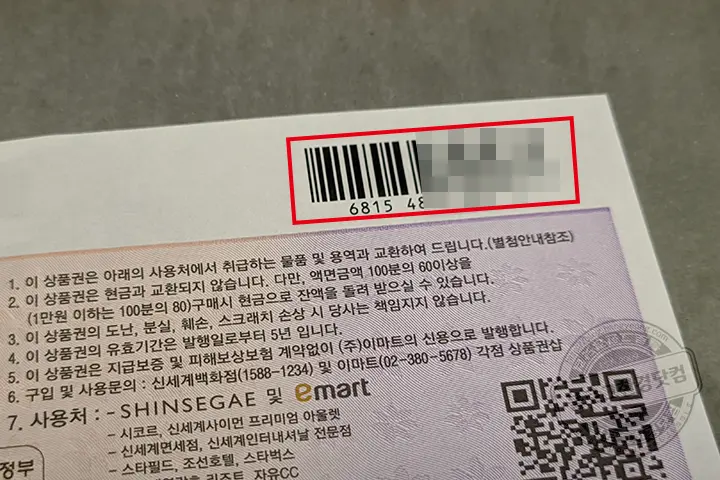 6815 48
1. 이 상품권은 아래의 사용처에서 취급하는 물품 및 용역과 교환하여 드립니다.(별첨안내참조)
2. 이 상품권은 현금과 교환되지 않습니다. 다만, 액면금액 100분의 60이상을
(1만원 이하는 100분의 80)구매시 현금으로 잔액을 돌려 받으실 수 있습니다.
3. 이 상품권의 도난, 분실, 훼손, 스크래치 손상 시 당사는 책임지지 않습니다.
4. 이 상품권의 유효기간은 발행일로부터 5년 입니다.
5. 이 상품권은 지급보증 및 피해보상보험 계약없이 (주)이마트의 신용으로 발행합니다.
6. 구입 및 사용문의 : 신세계백화점(1588-1234) 및 이마트(02-380-5678) 각점 상품권샵
7. 사용처 : - SHINSEGAE 및 emart
- 시코르, 신세계사이먼 프리미엄 아울렛
- 신세계면세점, 신세계인터내셔날 전문점
- 스타필드, 조선호텔, 스타벅스
리조트, 자유CC
정부
닷컴